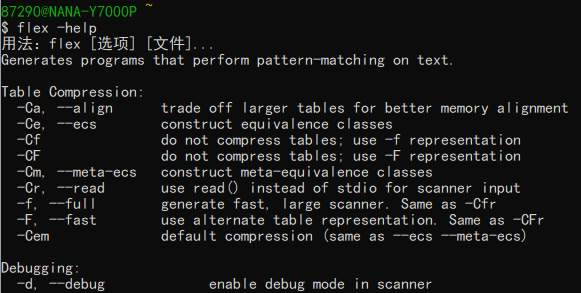 87290@NANA-Y7000P ~
$ flex -help
用法：flex [选项] [文件]...
Generates programs that perform pattern-matching on text.
Table Compression:
-Ca, --align trade off larger tables for better memory alignment
-Ce, --ecs construct equivalence classes
-Cf do not compress tables; use -f representation
-CF do not compress tables; use -F representation
-Cm, --meta-ecs construct meta-equivalence classes
-Cr, --read use read() instead of stdio for scanner input
-f, --full generate fast, large scanner. Same as -Cfr
-F, --fast use alternate table representation. Same as -CFr
-Cem default compression (same as --ecs --meta-ecs)
Debugging:
-d, --debug enable debug mode in scanner